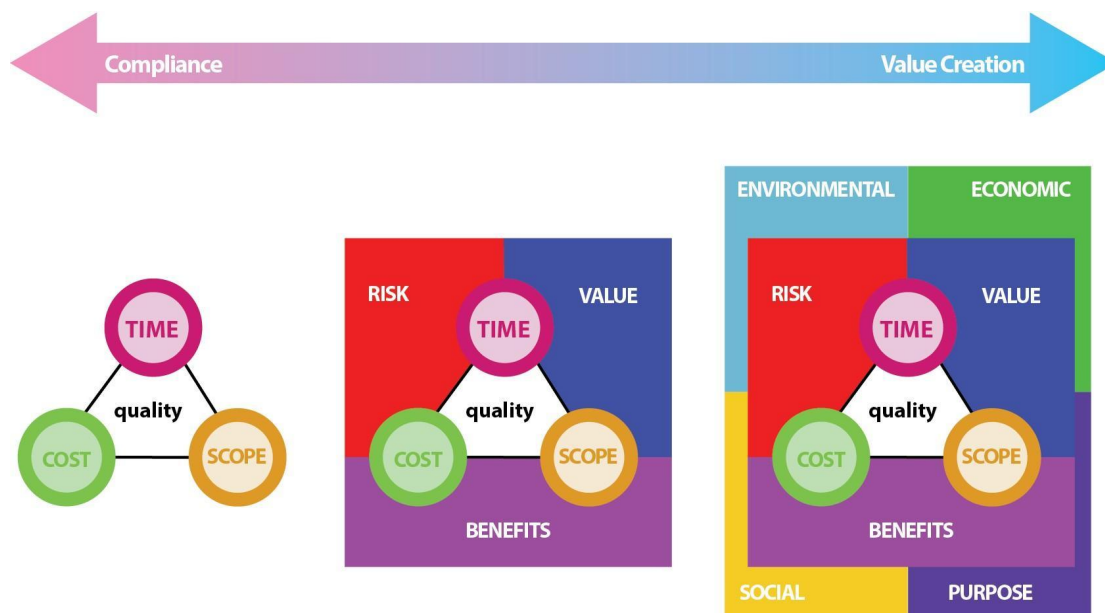 Compliance
Value Creation
TIME
quality
COST
SCOPE
RISK
VALUE
TIME
quality
COST
SCOPE
BENEFITS
ENVIRONMENTAL
ECONOMIC
RISK
VALUE
TIME
quality
COST
SCOPE
BENEFITS
SOCIAL
PURPOSE